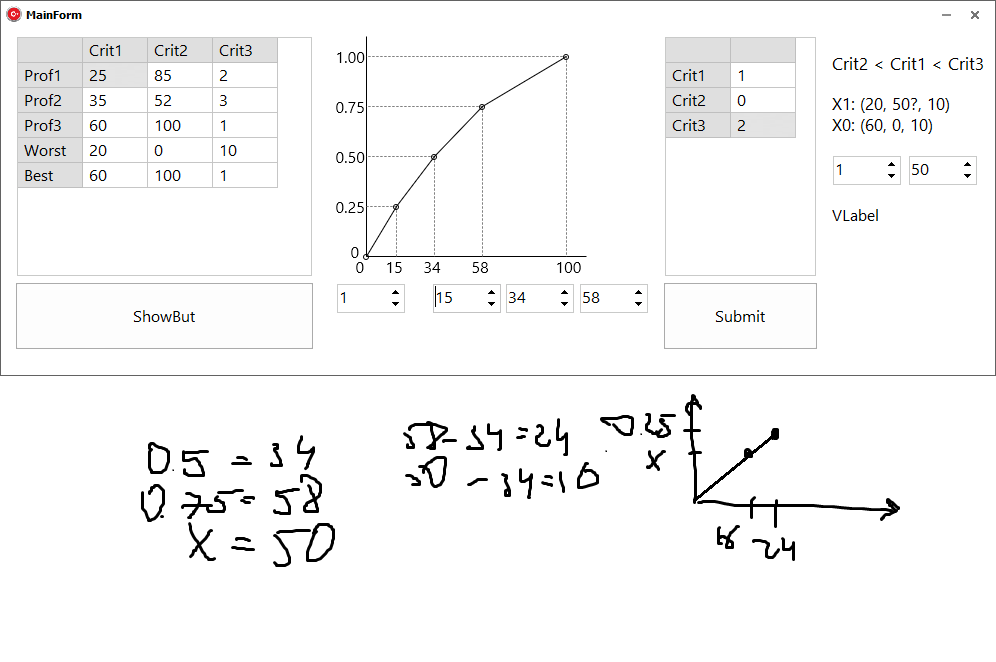 MainForm
Crit1 Crit2 Crit3
Prof1 25 85 2
Prof2 35 52 3
Prof3 60 100 1
Worst 20 0 10
Best 60 100 1
ShowBut
1.00
0.75
0.50
0.25
0
0 15 34 58 100
1 15 34 58
Crit1 1
Crit2 0
Crit3 2
Submit
Crit2 < Crit1 < Crit3
X1: (20, 50?, 10)
X0: (60, 0, 10)
1 50
VLabel
0.5 = 34
0.75 = 58
X = 50
58 - 34 = 24
50 - 34 = 16
0.25
X
16 24